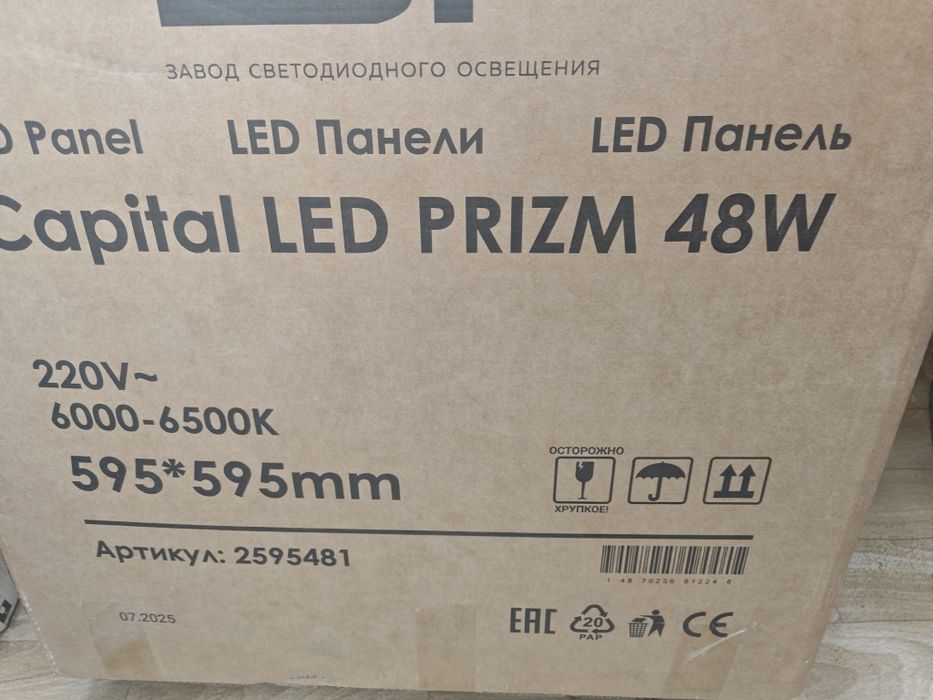 ЗАВОД СВЕТОДИОДНОГО ОСВЕЩЕНИЯ
Panel LED Панели LED Панель
Capital LED PRIZM 48W
220V~
6000-6500K
595*595mm
ОСТОРОЖНО
ХРУПКОЕ!
Артикул: 2595481
07.2025
EAC
20
PAP
CE